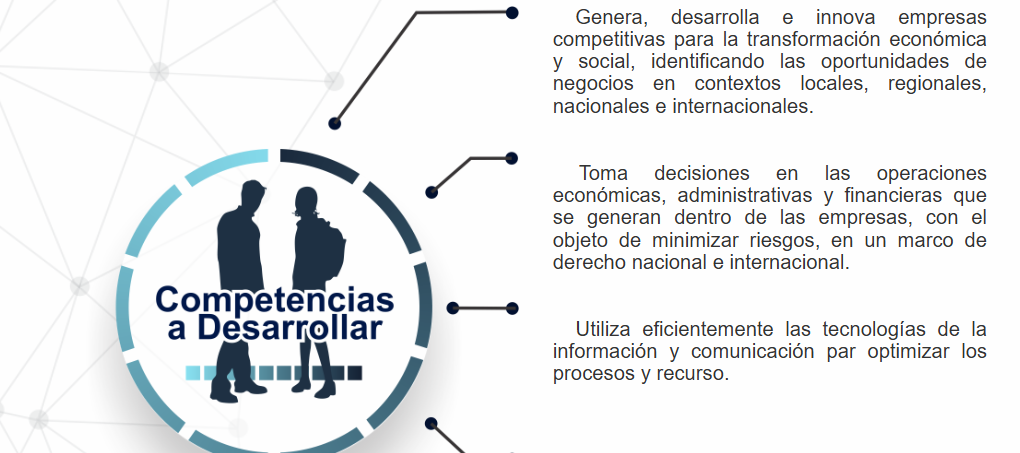 Genera, desarrolla e innova empresas
competitivas para la transformación económica
y social, identificando las oportunidades de
negocios en contextos locales, regionales,
nacionales e internacionales.
Toma decisiones en las operaciones
económicas, administrativas y financieras que
se generan dentro de las empresas, con el
objeto de minimizar riesgos, en un marco de
derecho nacional e internacional.
Competencias
a Desarrollar
Utiliza eficientemente las tecnologías de la
información y comunicación par optimizar los
procesos y recurso.